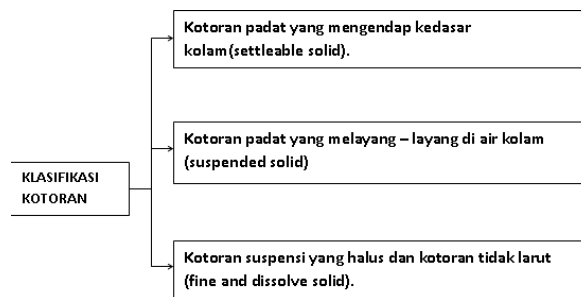 Kotoran padat yang mengendap kedasar
kolam(settleable solid).
Kotoran padat yang melayang – layang di air kolam
(suspended solid)
KLASIFIKASI
KOTORAN
Kotoran suspensi yang halus dan kotoran tidak larut
(fine and dissolve solid).